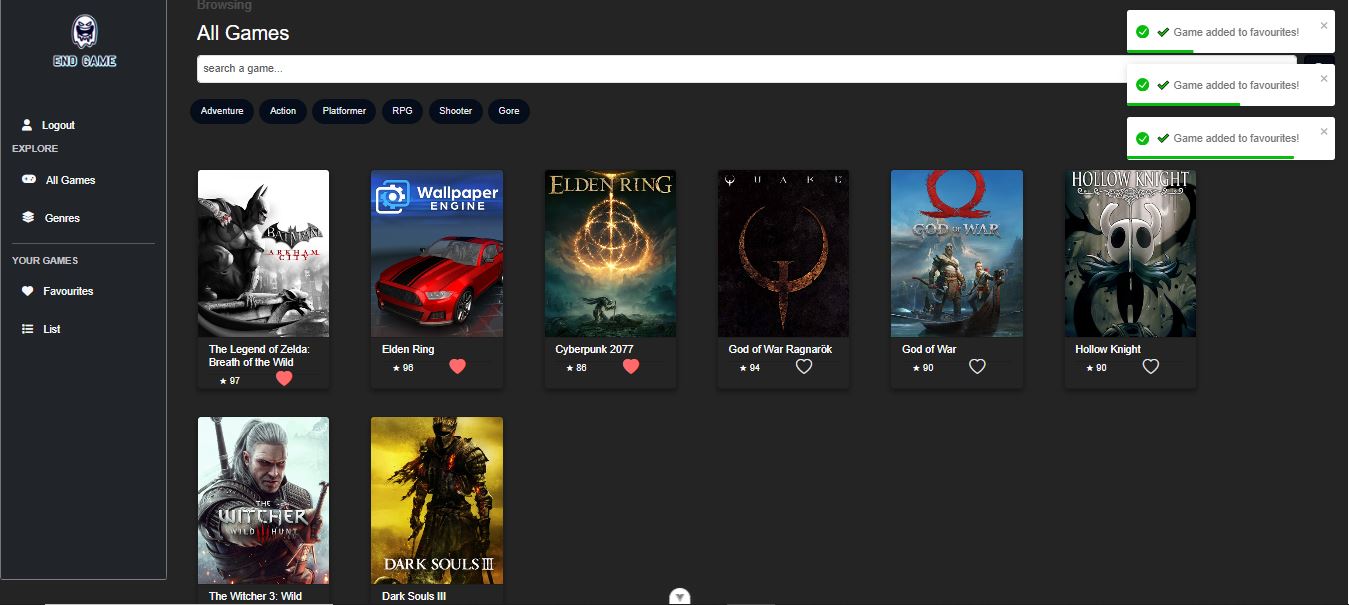 END GAME
Logout
EXPLORE
All Games
Genres
YOUR GAMES
Favourites
List
Browsing
All Games
search a game...
Adventure
Action
Platformer
RPG
Shooter
Gore
✔ Game added to favourites!
×
✔ Game added to favourites!
×
✔ Game added to favourites!
×
BATMAN
ARKHAM
CITY
The Legend of Zelda:
Breath of the Wild
★ 97
Wallpaper
ENGINE
Elden Ring
★ 96
ELDEN RING
Cyberpunk 2077
★ 86
QUAKE
God of War Ragnarök
★ 94
GOD OF WAR
God of War
★ 90
HOLLOW KNIGHT
Hollow Knight
★ 90
THE
WITCHER
WILD HUNT
The Witcher 3: Wild
DARK SOULS III
Dark Souls III